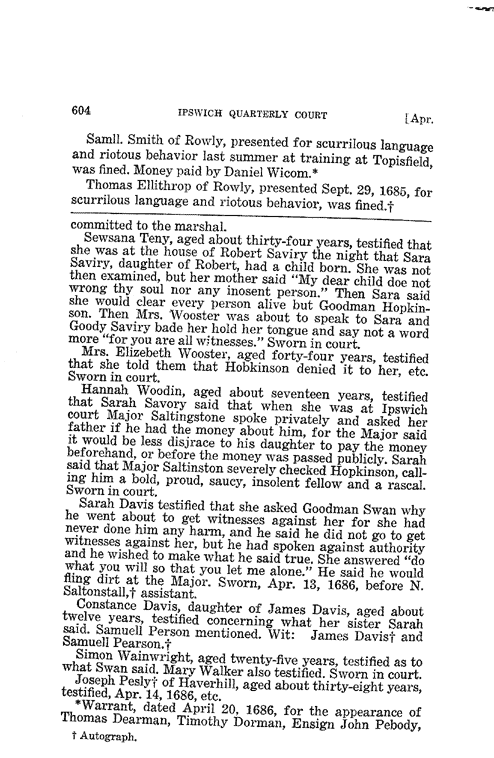 604 IPSWICH QUARTERLY COURT [Apr.
Samll. Smith of Rowly, presented for scurrilous language
and riotous behavior last summer at training at Topisfield,
was fined. Money paid by Daniel Wicom.*
Thomas Ellithrop of Rowly, presented Sept. 29, 1685, for
scurrilous language and riotous behavior, was fined.†
committed to the marshal.
Sewsana Teny, aged about thirty-four years, testified that
she was at the house of Robert Saviry the night that Sara
Saviry, daughter of Robert, had a child born. She was not
then examined, but her mother said "My dear child doe not
wrong thy soul nor any inosent person." Then Sara said
she would clear every person alive but Goodman Hopkin-
son. Then Mrs. Wooster was about to speak to Sara and
Goody Saviry bade her hold her tongue and say not a word
more "for you are all witnesses." Sworn in court.
Mrs. Elizebeth Wooster, aged forty-four years, testified
that she told them that Hobkinson denied it to her, etc.
Sworn in court.
Hannah Woodin, aged about seventeen years, testified
that Sarah Savory said that when she was at Ipswich
court Major Saltingstone spoke privately and asked her
father if he had the money about him, for the Major said
it would be less disjrace to his daughter to pay the money
beforehand, or before the money was passed publicly. Sarah
said that Major Saltinston severely checked Hopkinson, call-
ing him a bold, proud, saucy, insolent fellow and a rascal.
Sworn in court.
Sarah Davis testified that she asked Goodman Swan why
he went about to get witnesses against her for she had
never done him any harm, and he said he did not go to get
witnesses against her, but he had spoken against authority
and he wished to make what he said true. She answered "do
what you will so that you let me alone." He said he would
fling dirt at the Major. Sworn, Apr. 13, 1686, before N.
Saltonstall,† assistant.
Constance Davis, daughter of James Davis, aged about
twelve years, testified concerning what her sister Sarah
said. Samuell Person mentioned. Wit: James Davis† and
Samuell Pearson.†
Simon Wainwright, aged twenty-five years, testified as to
what Swan said. Mary Walker also testified. Sworn in court.
Joseph Pesly† of Haverhill, aged about thirty-eight years,
testified, Apr. 14, 1686, etc.
*Warrant, dated April 20, 1686, for the appearance of
Thomas Dearman, Timothy Dorman, Ensign John Pebody,
† Autograph.